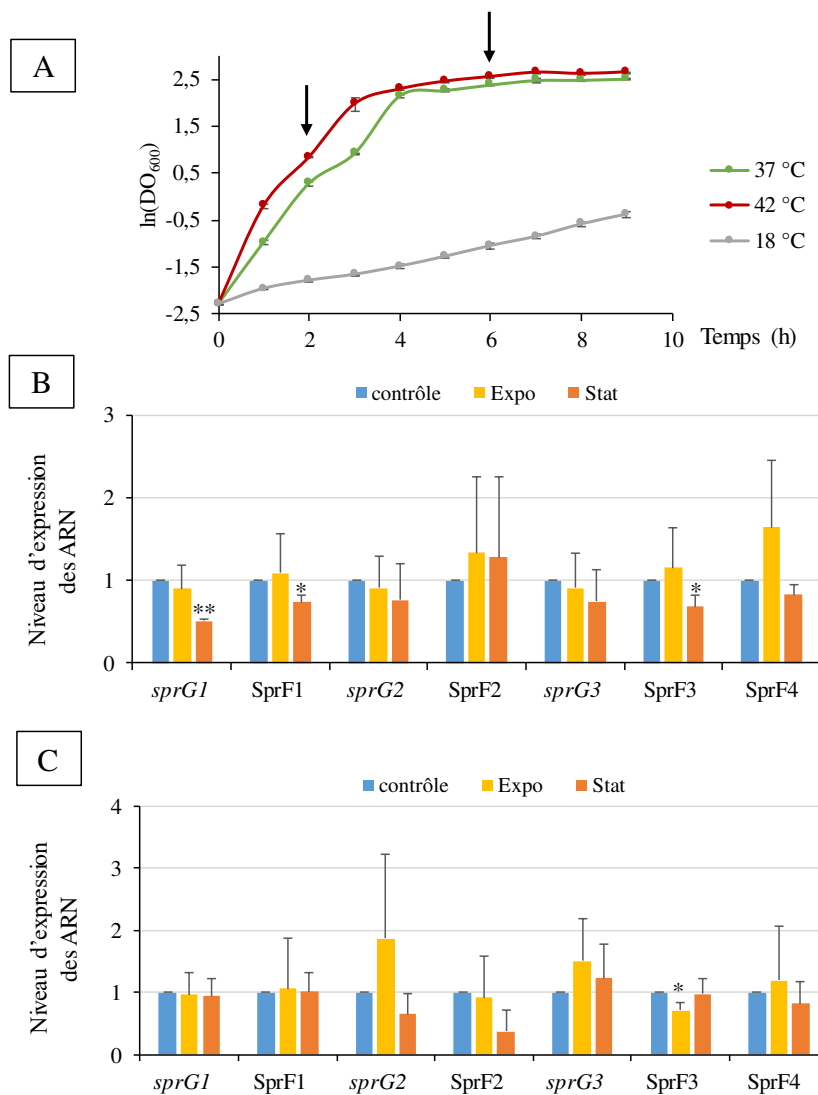 A
ln(DO600)
2,5
1,5
0,5
-0,5
-1,5
-2,5
0
2
4
6
8
10
Temps (h)
37 °C
42 °C
18 °C
B
contrôle
Expo
Stat
Niveau d'expression
des ARN
3
2
1
0
**
*
*
sprG1
SprF1
sprG2
SprF2
sprG3
SprF3
SprF4
C
contrôle
Expo
Stat
Niveau d'expression
des ARN
4
3
2
1
0
*
sprG1
SprF1
sprG2
SprF2
sprG3
SprF3
SprF4